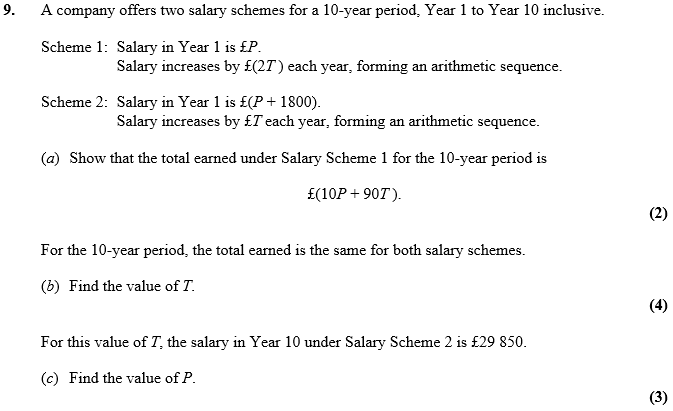 9. A company offers two salary schemes for a 10-year period, Year 1 to Year 10 inclusive.
Scheme 1: Salary in Year 1 is £P.
Salary increases by £(2T) each year, forming an arithmetic sequence.
Scheme 2: Salary in Year 1 is £(P + 1800).
Salary increases by £T each year, forming an arithmetic sequence.
(a) Show that the total earned under Salary Scheme 1 for the 10-year period is
£(10P + 90T).
(2)
For the 10-year period, the total earned is the same for both salary schemes.
(b) Find the value of T.
(4)
For this value of T, the salary in Year 10 under Salary Scheme 2 is £29 850.
(c) Find the value of P.
(3)